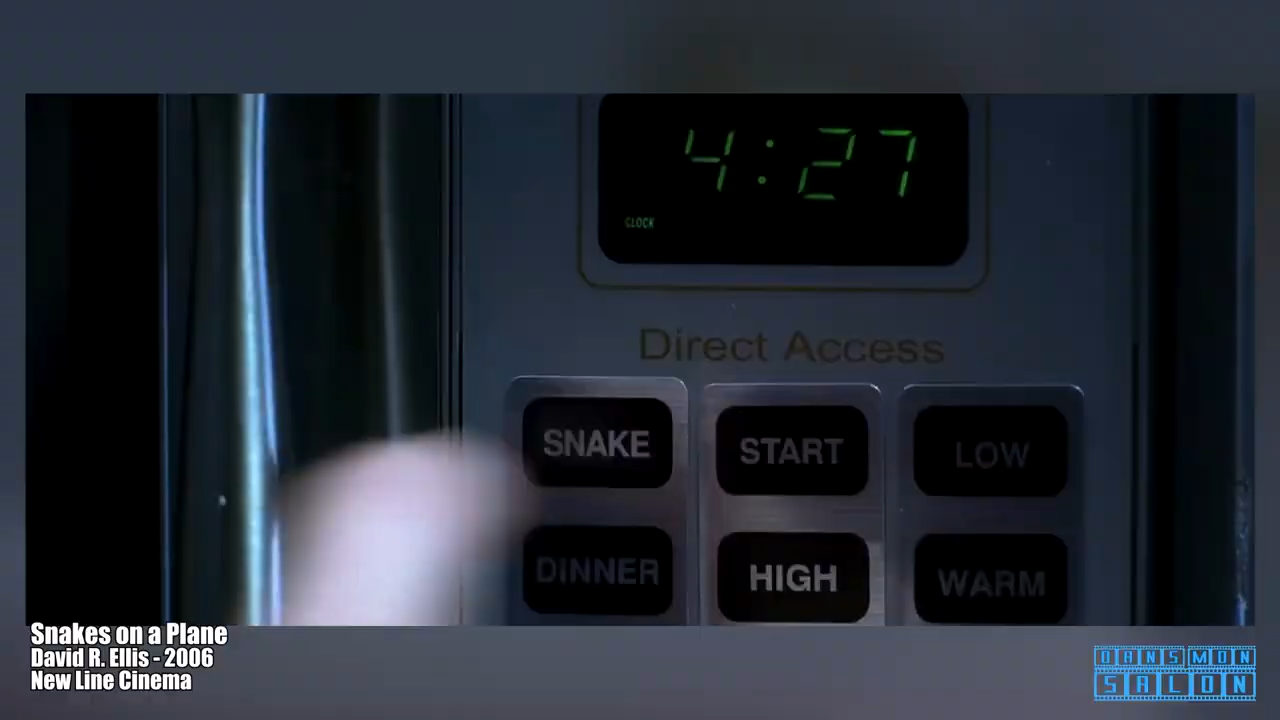 4:27
CLOCK
Direct Access
SNAKE START LOW
DINNER HIGH WARM
Snakes on a Plane
David R. Ellis - 2006
New Line Cinema
DANSMON
SALON